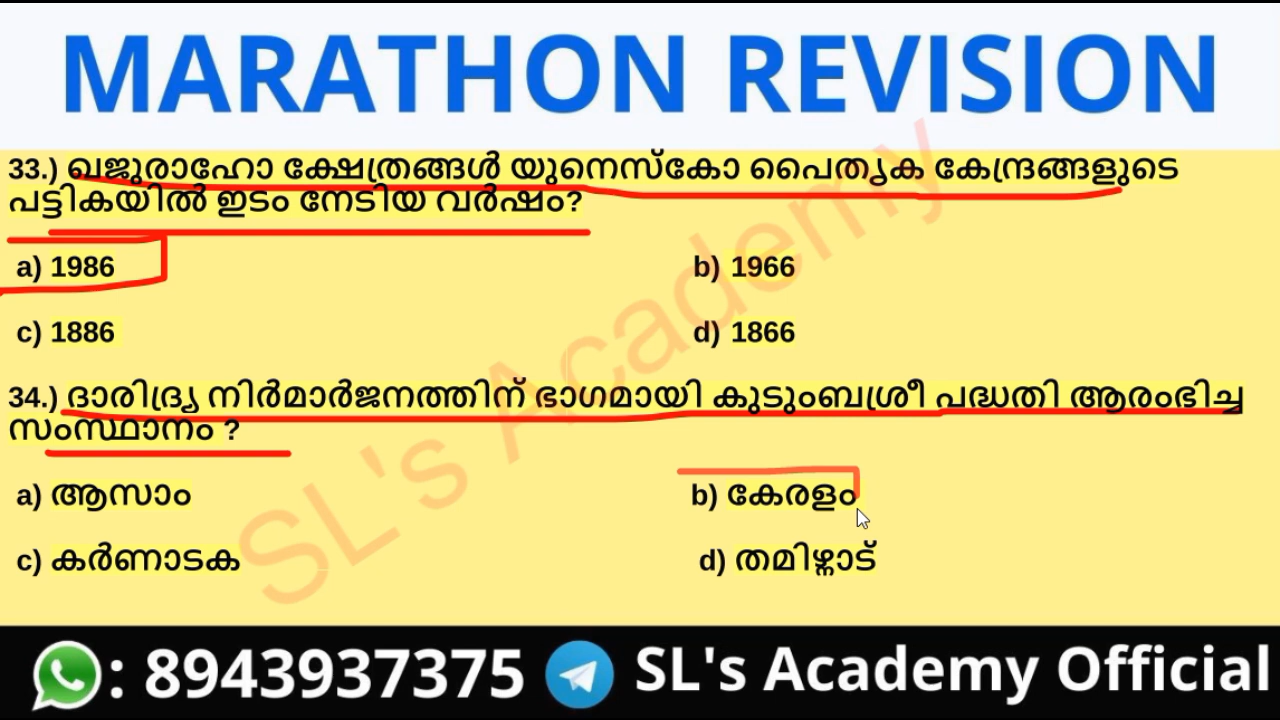 MARATHON REVISION
33.) ഖജുരാഹോ ക്ഷേത്രങ്ങൾ യുനെസ്കോ പൈതൃക കേന്ദ്രങ്ങളുടെ
പട്ടികയിൽ ഇടം നേടിയ വർഷം?
a) 1986
b) 1966
c) 1886
d) 1866
34.) ദാരിദ്ര്യ നിർമാർജനത്തിന് ഭാഗമായി കുടുംബശ്രീ പദ്ധതി ആരംഭിച്ച
സംസ്ഥാനം ?
a) ആസാം
b) കേരളം
c) കർണാടക
d) തമിഴ്നാട്
SL's Academy
: 8943937375 SL's Academy Official